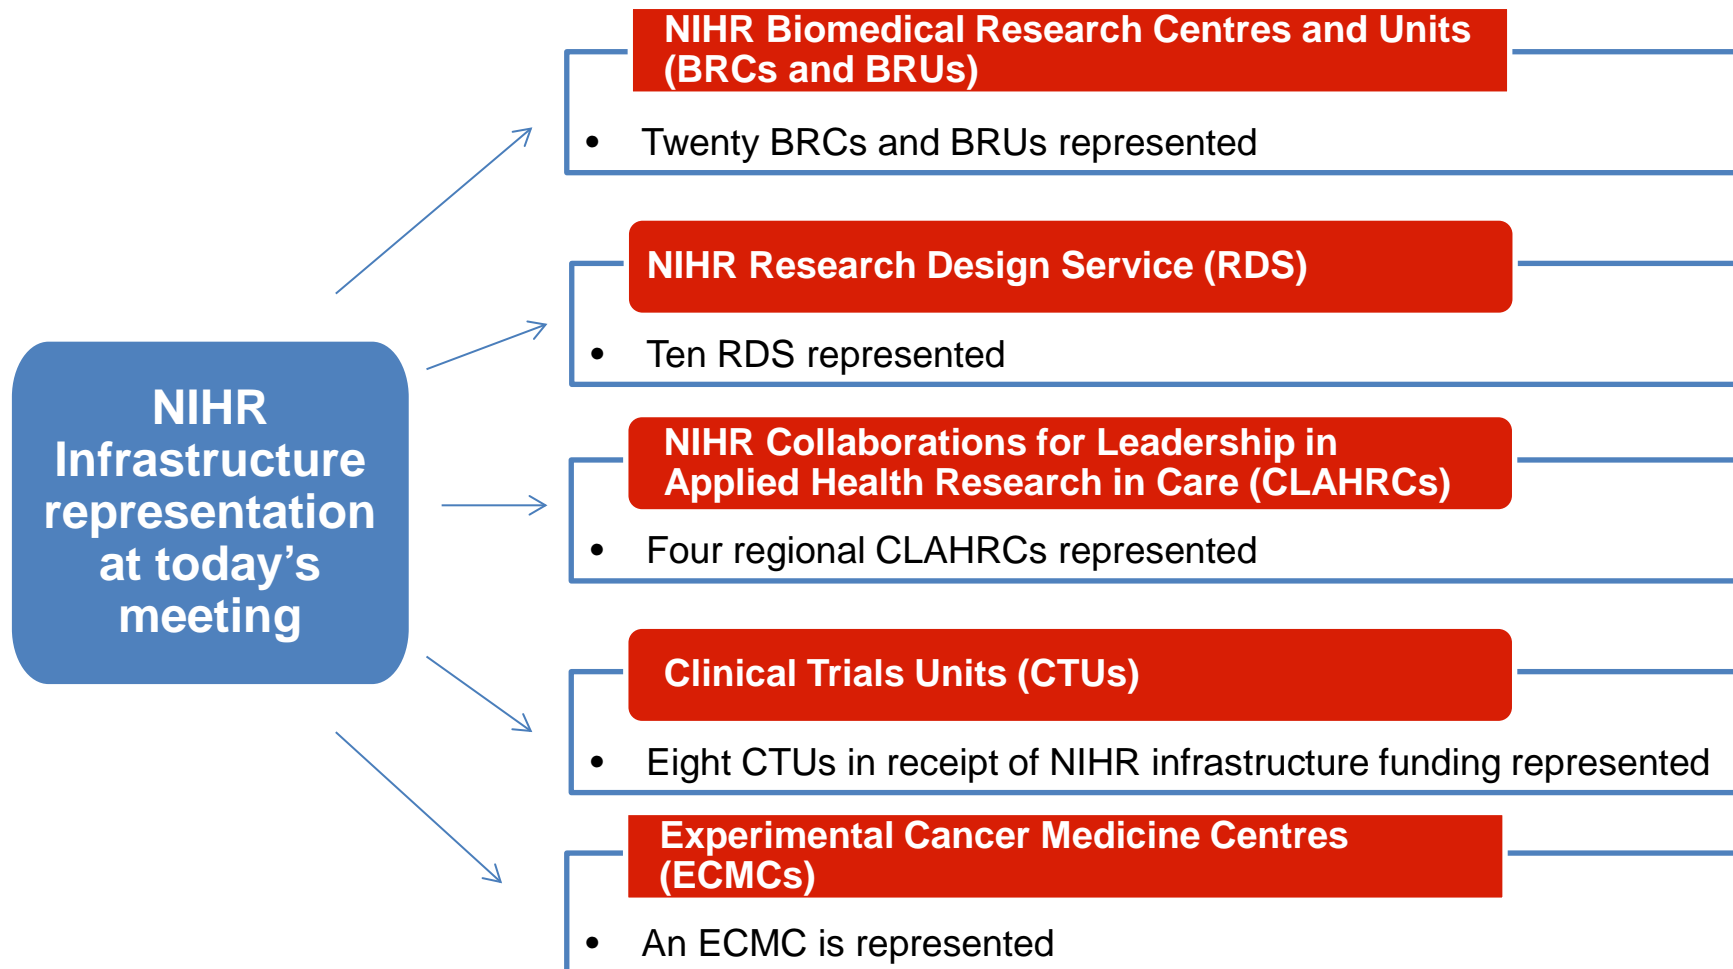 NIHR Biomedical Research Centres and Units
(BRCs and BRUs)
• Twenty BRCs and BRUs represented
NIHR Research Design Service (RDS)
• Ten RDS represented
NIHR
Infrastructure
representation
at today’s
meeting
NIHR Collaborations for Leadership in
Applied Health Research in Care (CLAHRCs)
• Four regional CLAHRCs represented
Clinical Trials Units (CTUs)
• Eight CTUs in receipt of NIHR infrastructure funding represented
Experimental Cancer Medicine Centres
(ECMCs)
• An ECMC is represented